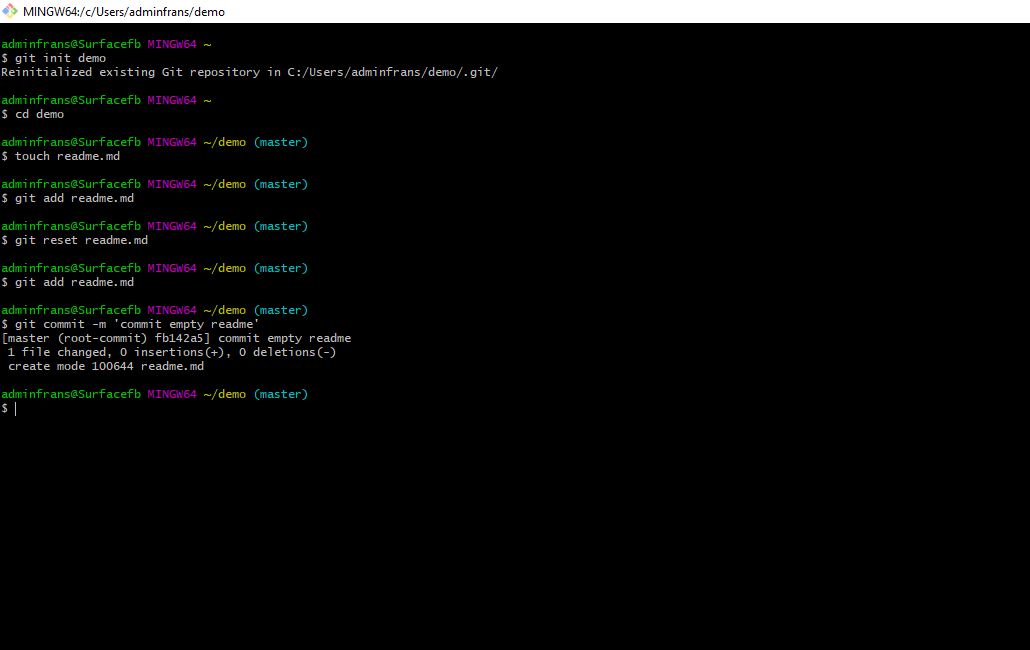 MINGW64:/c/Users/adminfrans/demo
adminfrans@Surfacefb MINGW64 ~
$ git init demo
Reinitialized existing Git repository in C:/Users/adminfrans/demo/.git/
adminfrans@Surfacefb MINGW64 ~
$ cd demo
adminfrans@Surfacefb MINGW64 ~/demo (master)
$ touch readme.md
adminfrans@Surfacefb MINGW64 ~/demo (master)
$ git add readme.md
adminfrans@Surfacefb MINGW64 ~/demo (master)
$ git reset readme.md
adminfrans@Surfacefb MINGW64 ~/demo (master)
$ git add readme.md
adminfrans@Surfacefb MINGW64 ~/demo (master)
$ git commit -m 'commit empty readme'
[master (root-commit) fb142a5] commit empty readme
 1 file changed, 0 insertions(+), 0 deletions(-)
 create mode 100644 readme.md
adminfrans@Surfacefb MINGW64 ~/demo (master)
$